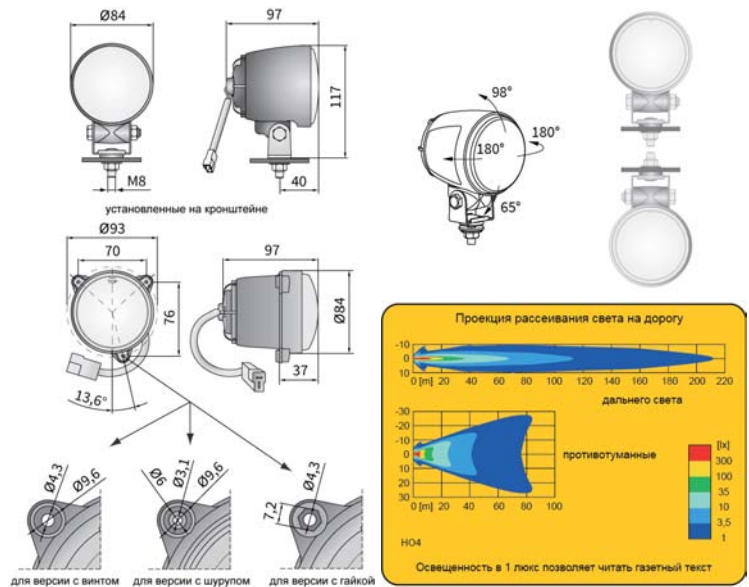 Ø84
97
117
M8
40
установленные на кронштейне
98°
180°
180°
65°
Ø93
70
76
13,6°
97
Ø84
37
Ø4,3
Ø9,6
Ø6
Ø3,1
Ø9,6
Ø4,3
7,2
для версии с винтом
для версии с шурупом
для версии с гайкой
Проекция рассеивания света на дорогу
-10
0
10
0 [m] 20 40 60 80 100 120 140 160 180 200 220
дальнего света
-30
-20
-10
0
10
20
30
0 [m] 20 40 60 80 100
противотуманные
[lx]
300
100
35
10
3,5
1
HO4
Освещенность в 1 люкс позволяет читать газетный текст